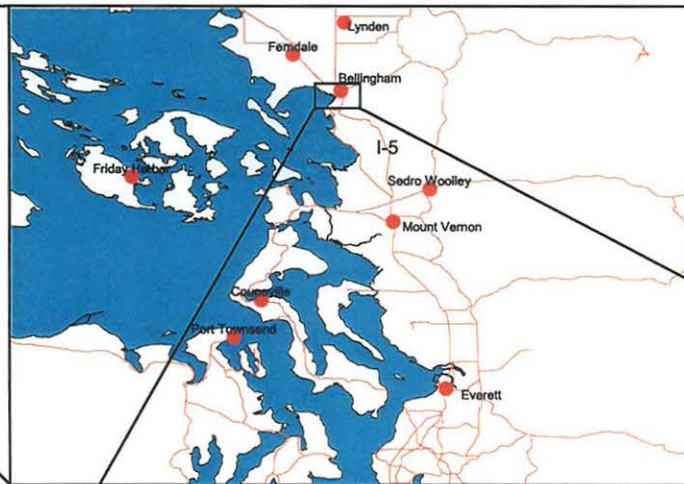 Lynden
Ferndale
Bellingham
I-5
Friday Harbor
Sedro Woolley
Mount Vernon
Coupeville
Port Townsend
Everett